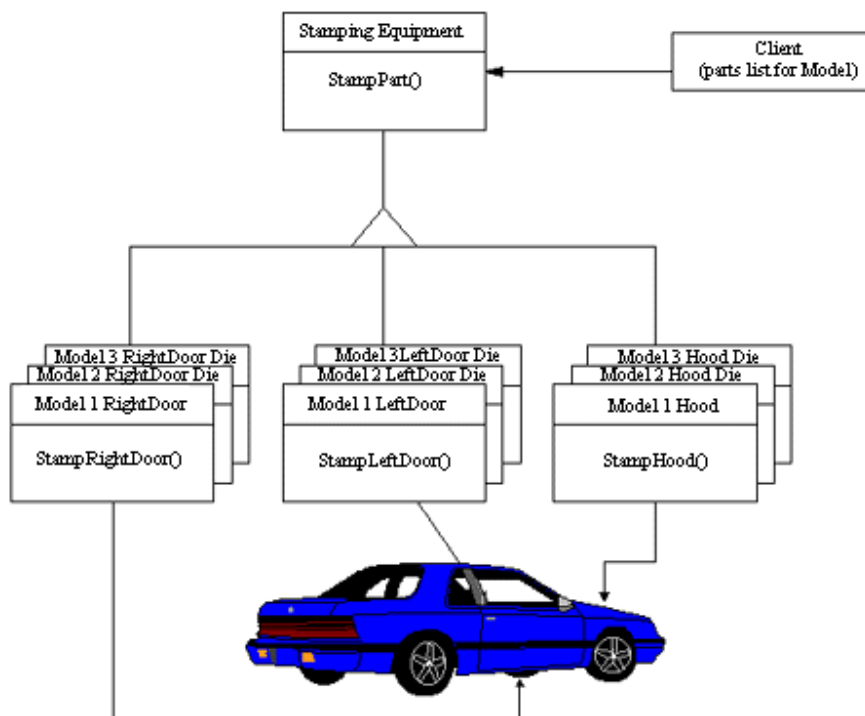 Stamping Equipment
StampPart()
Client
(parts list for Model)
Model 3 RightDoor Die
Model 2 RightDoor Die
Model 1 RightDoor
StampRightDoor()
Model 3LeftDoor Die
Model 2 LeftDoor Die
Model 1 LeftDoor
StampLeftDoor()
Model 3 Hood Die
Model 2 Hood Die
Model 1 Hood
StampHood()